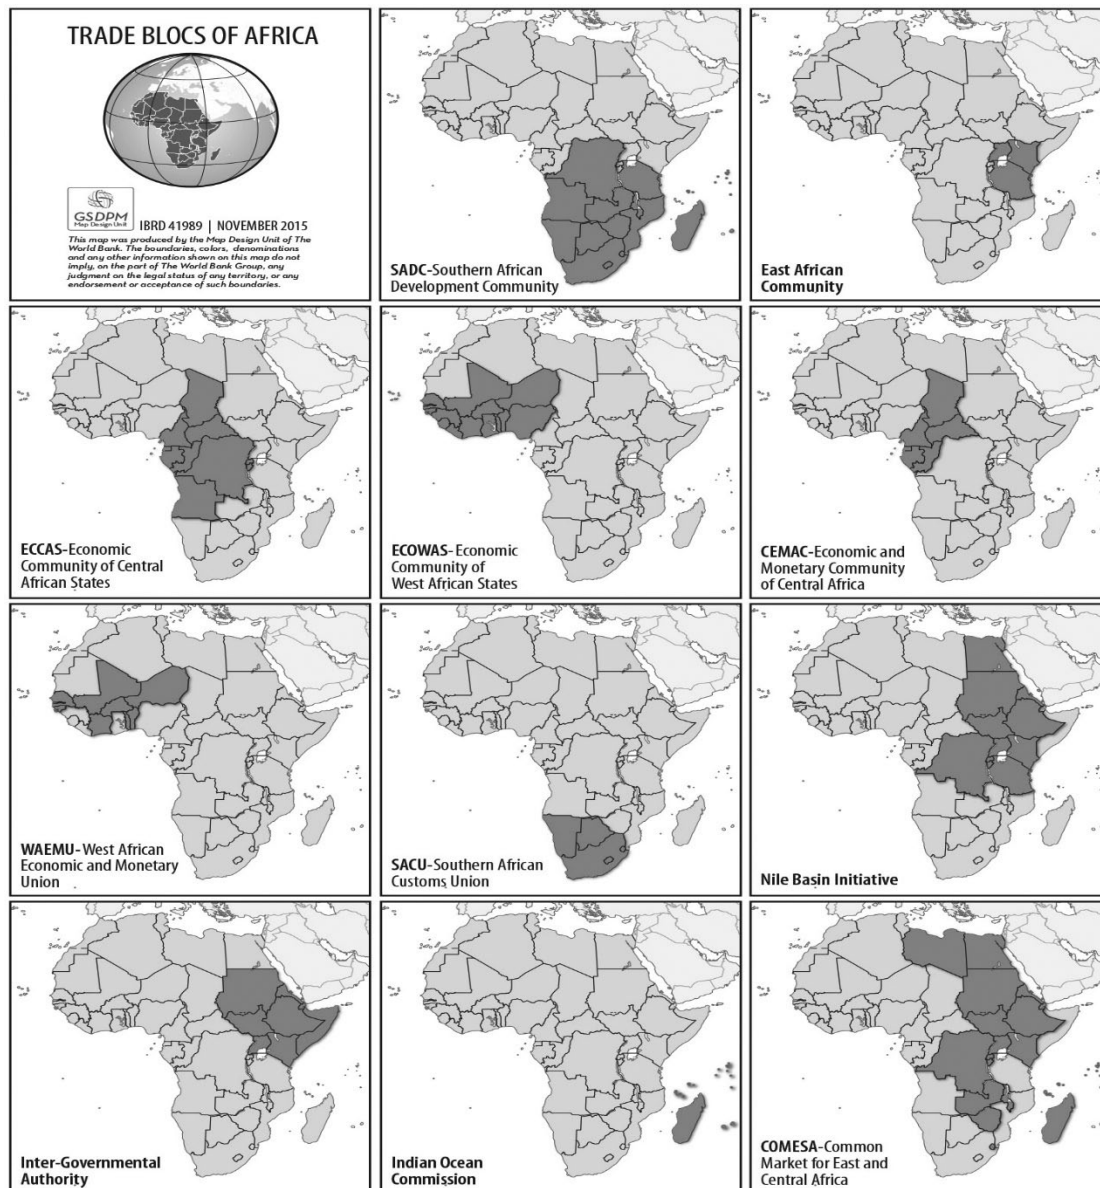 TRADE BLOCS OF AFRICA
GSDPM
Map Design Unit
IBRD 41989 | NOVEMBER 2015
This map was produced by the Map Design Unit of The
World Bank. The boundaries, colors, denominations
and any other information shown on this map do not
imply, on the part of The World Bank Group, any
judgment on the legal status of any territory, or any
endorsement or acceptance of such boundaries.
SADC-Southern African
Development Community
East African
Community
ECCAS-Economic
Community of Central
African States
ECOWAS-Economic
Community of
West African States
CEMAC-Economic and
Monetary Community
of Central Africa
WAEMU-West African
Economic and Monetary
Union
SACU-Southern African
Customs Union
Nile Basin Initiative
Inter-Governmental
Authority
Indian Ocean
Commission
COMESA-Common
Market for East and
Central Africa